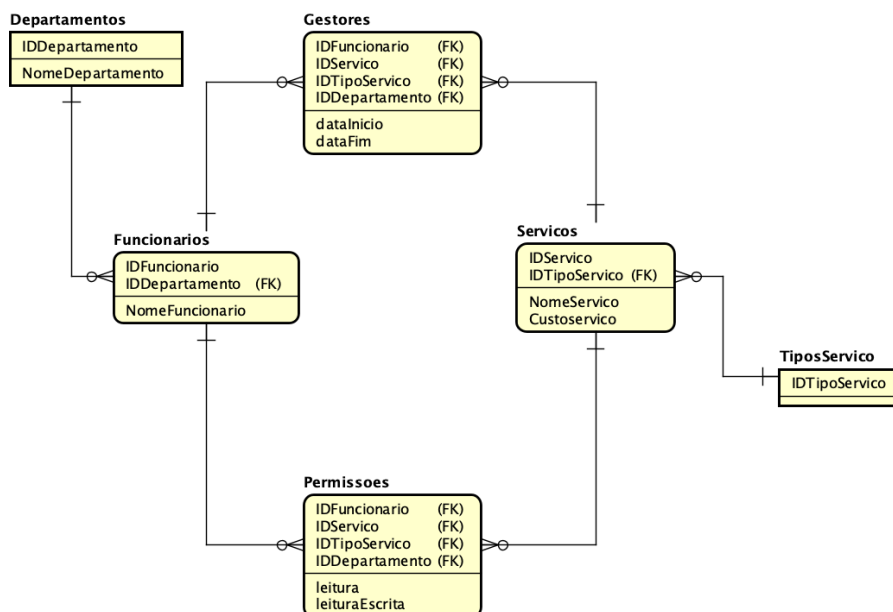 Departamentos
IDDepartamento
NomeDepartamento
Gestores
IDFuncionario (FK)
IDServico (FK)
IDTipoServico (FK)
IDDepartamento (FK)
dataInicio
dataFim
Funcionarios
IDFuncionario
IDDepartamento (FK)
NomeFuncionario
Servicos
IDServico
IDTipoServico (FK)
NomeServico
Custoservico
TiposServico
IDTipoServico
Permissoes
IDFuncionario (FK)
IDServico (FK)
IDTipoServico (FK)
IDDepartamento (FK)
leitura
leituraEscrita